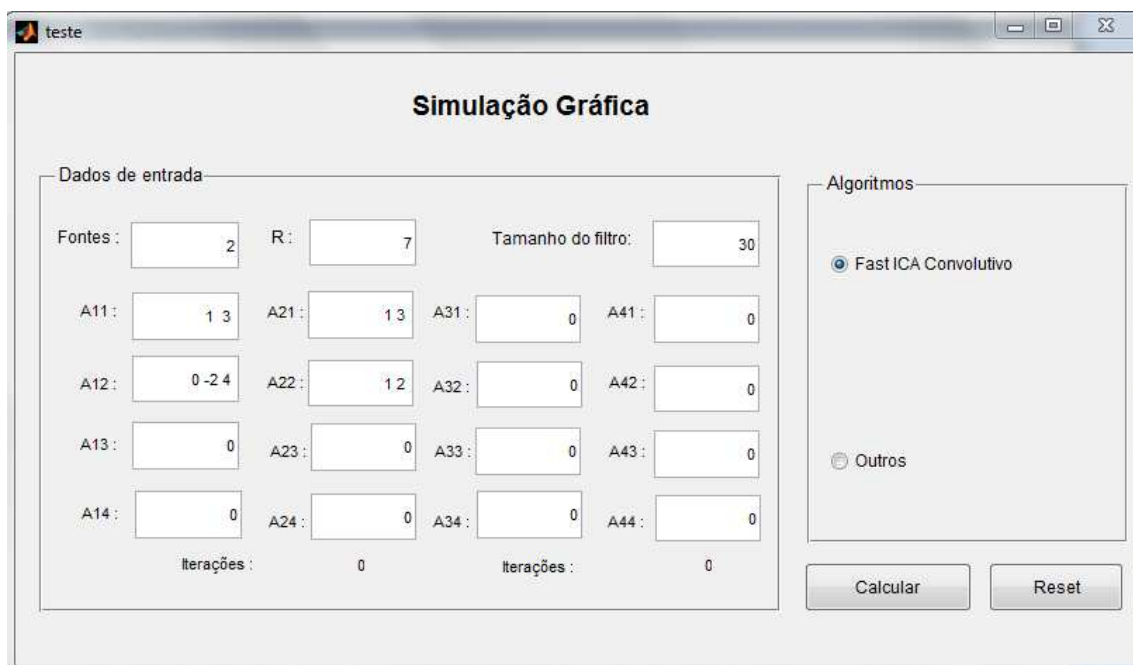 teste
Simulação Gráfica
Dados de entrada
Fontes : 2 R : 7 Tamanho do filtro: 30
A11 : 1 3 A21 : 1 3 A31 : 0 A41 : 0
A12 : 0 -2 4 A22 : 1 2 A32 : 0 A42 : 0
A13 : 0 A23 : 0 A33 : 0 A43 : 0
A14 : 0 A24 : 0 A34 : 0 A44 : 0
Iterações : 0 Iterações : 0
Algoritmos
Fast ICA Convolutivo
Outros
Calcular Reset